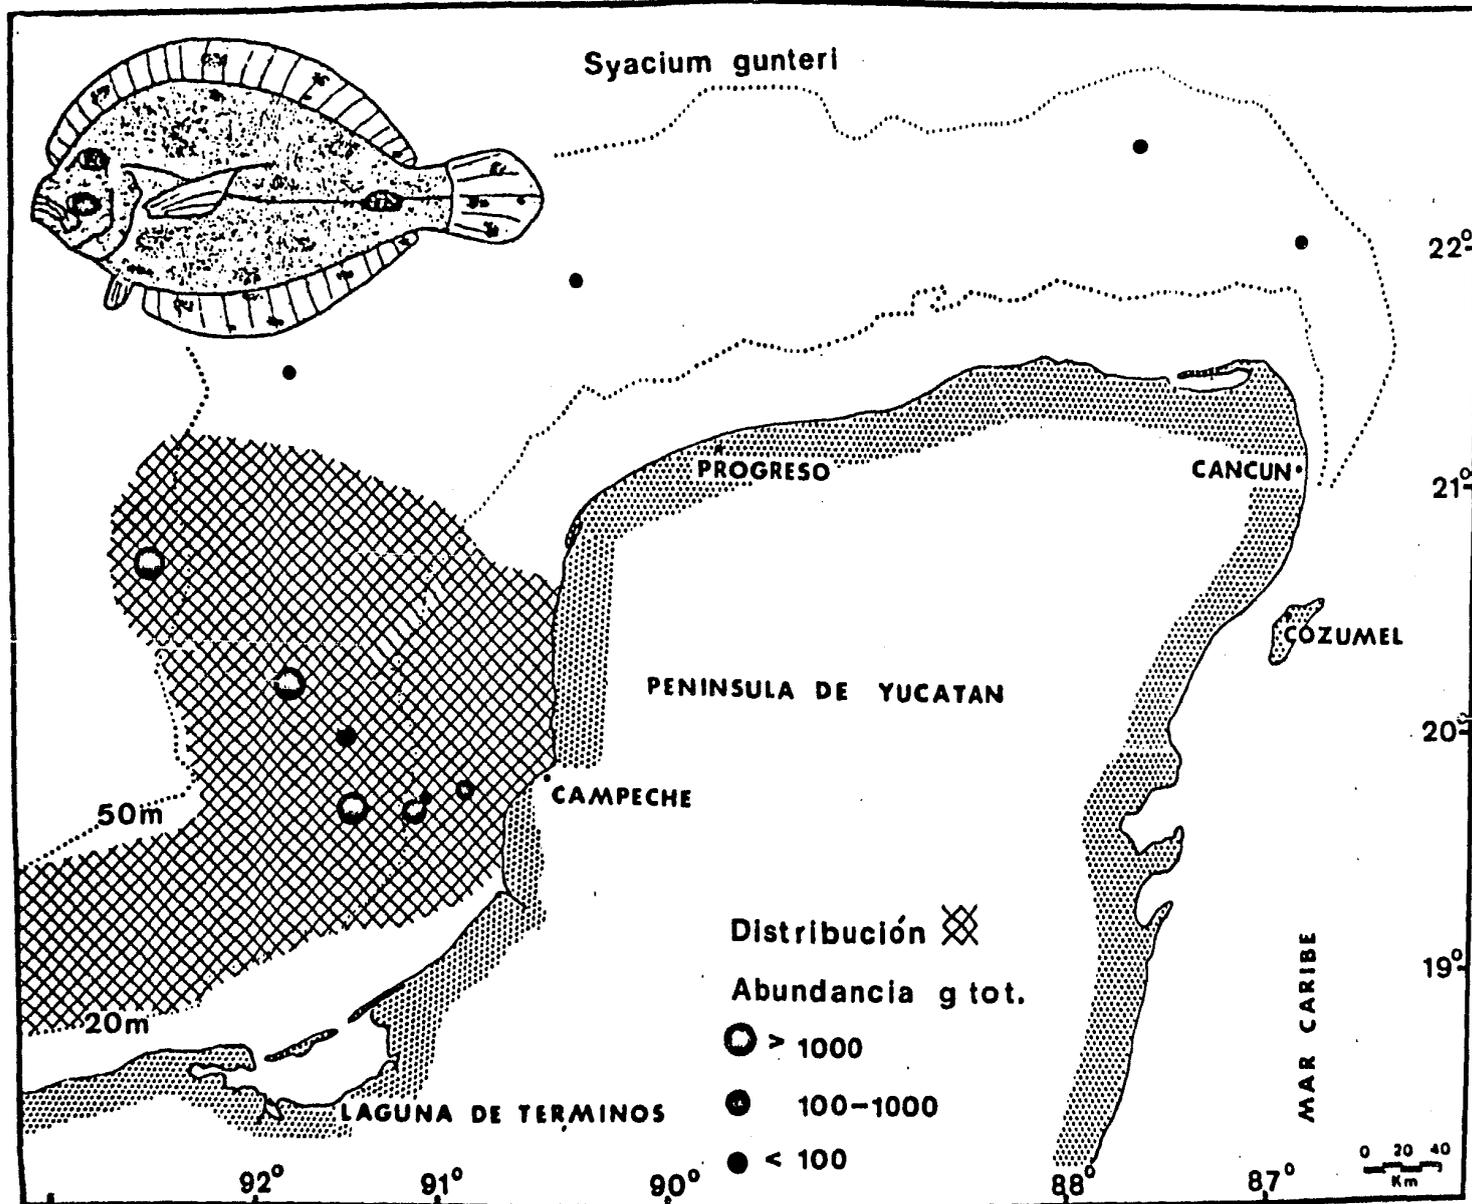 Syacium gunteri
22°
PROGRESO
CANCUN
21°
COZUMEL
PENINSULA DE YUCATAN
20°
50m
CAMPECHE
Distribución
19°
Abundancia g tot.
20m
> 1000
MAR CARIBE
100-1000
LAGUNA DE TERMINOS
< 100
0 20 40
Km
92° 91° 90° 88° 87°